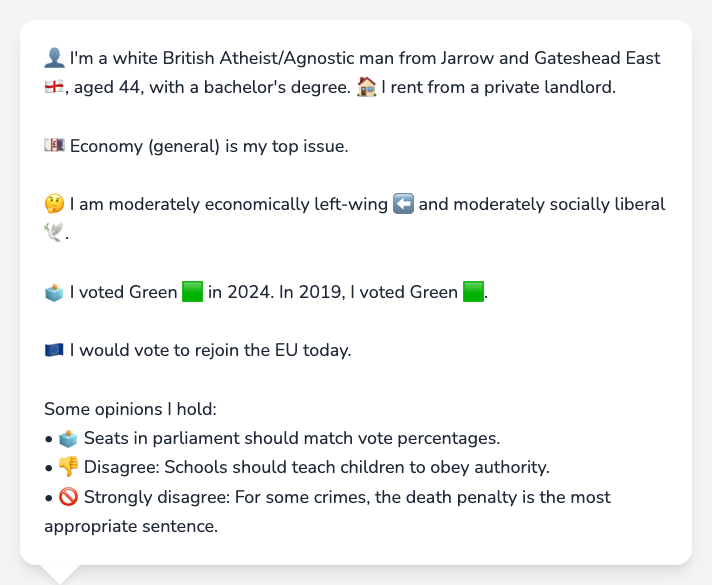 👤 I'm a white British Atheist/Agnostic man from Jarrow and Gateshead East
🏴󠁧󠁢󠁥󠁮󠁧󠁿, aged 44, with a bachelor's degree. 🏠 I rent from a private landlord.
💷 Economy (general) is my top issue.
🤔 I am moderately economically left-wing ⬅️ and moderately socially liberal
🕊️.
🗳️ I voted Green 🟩 in 2024. In 2019, I voted Green 🟩.
🇪🇺 I would vote to rejoin the EU today.
Some opinions I hold:
• 🗳️ Seats in parliament should match vote percentages.
• 👎 Disagree: Schools should teach children to obey authority.
• 🚫 Strongly disagree: For some crimes, the death penalty is the most
appropriate sentence.